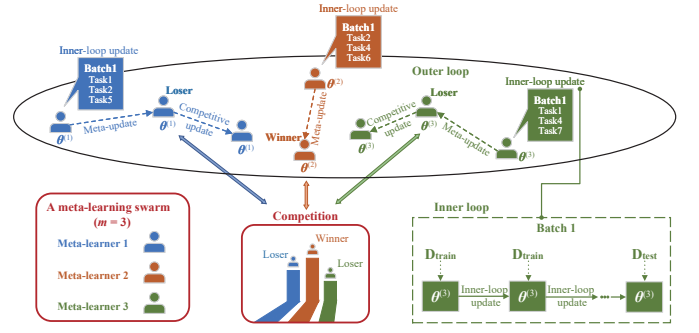 Inner-loop update
Batch1
Task2
Task4
Task6
Inner-loop update
Batch1
Task1
Task2
Task5
Outer loop
Inner-loop update
Batch1
Task1
Task4
Task7
Loser
θ(1)
Meta-update
θ(1)
Competitive
update
θ(1)
θ(2)
Meta-update
Winner
θ(2)
Loser
θ(3)
Competitive
update
θ(3)
Meta-update
θ(3)
A meta-learning swarm
(m = 3)
Meta-learner 1
Meta-learner 2
Meta-learner 3
Competition
Winner
Loser
Loser
Inner loop
Batch 1
Dtrain
Dtrain
Dtest
θ(3)
Inner-loop
update
θ(3)
Inner-loop
update
...
θ(3)